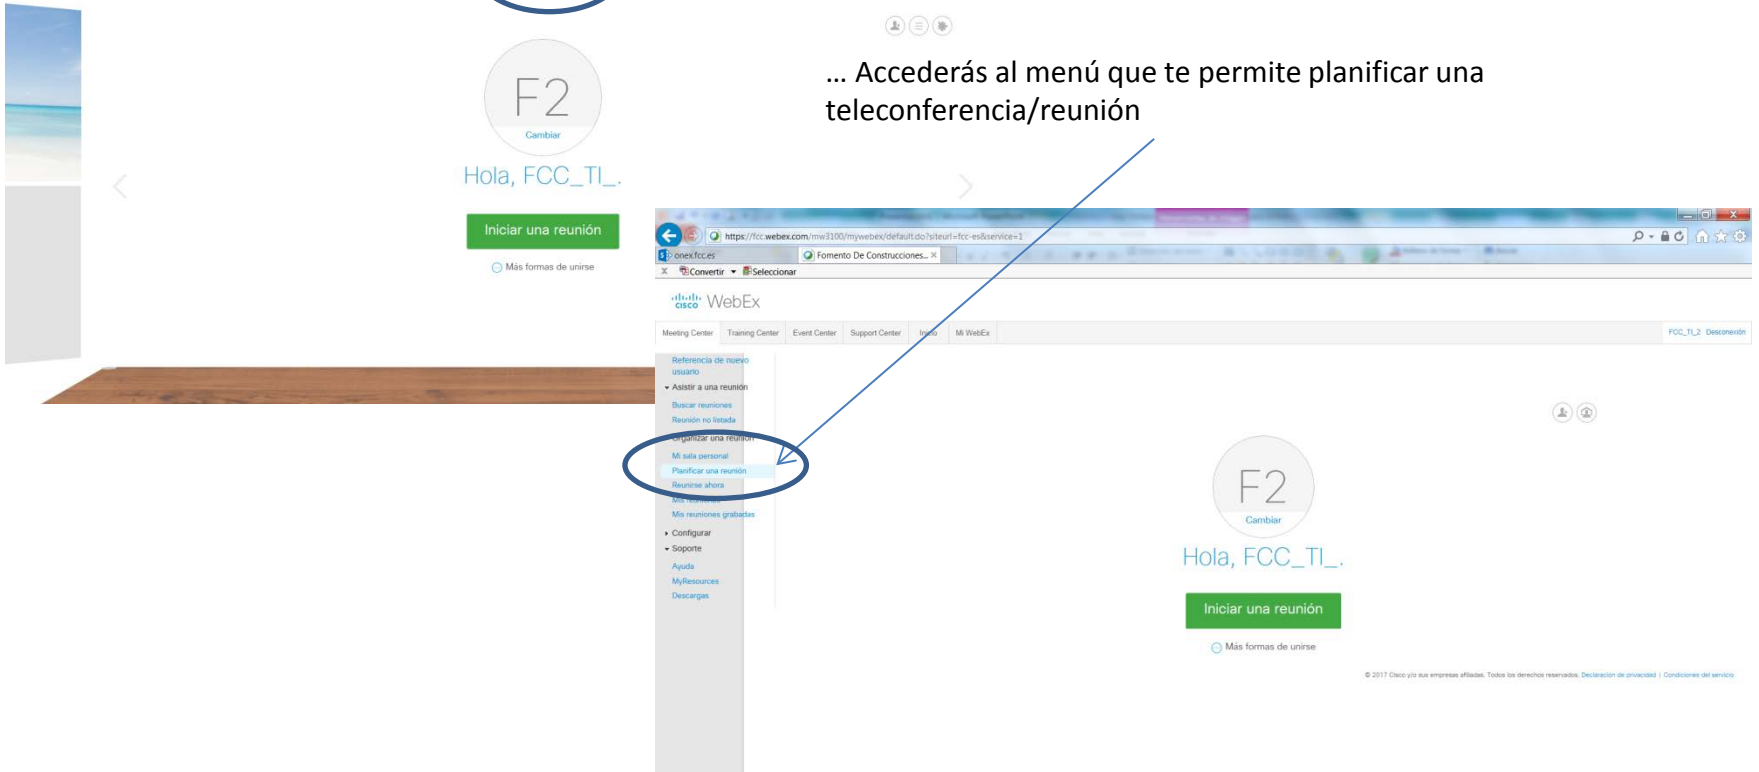 F2
Cambiar
Hola, FCC_TI_.
Iniciar una reunión
Más formas de unirse
... Accederás al menú que te permite planificar una
teleconferencia/reunión
https://fcc.webex.com/mw3100/mywebex/default.do?siteurl=fcc-es&service=1
onex.fcc.es
Fomento De Construcciones...
Convertir
Seleccionar
CISCO WebEx
Meeting Center Training Center Event Center Support Center Inicio Mi WebEx
FCC_TI_2 Desconexión
Referencia de nuevo
usuario
Asistir a una reunión
Buscar reuniones
Reunión no listada
Organizar una reunión
Mi sala personal
Planificar una reunión
Reunirse ahora
Mis reuniones
Mis reuniones grabadas
Configurar
Soporte
Ayuda
MyResources
Descargas
F2
Cambiar
Hola, FCC_TI_.
Iniciar una reunión
Más formas de unirse
© 2017 Cisco y/o sus empresas afiliadas. Todos los derechos reservados. Declaración de privacidad | Condiciones del servicio